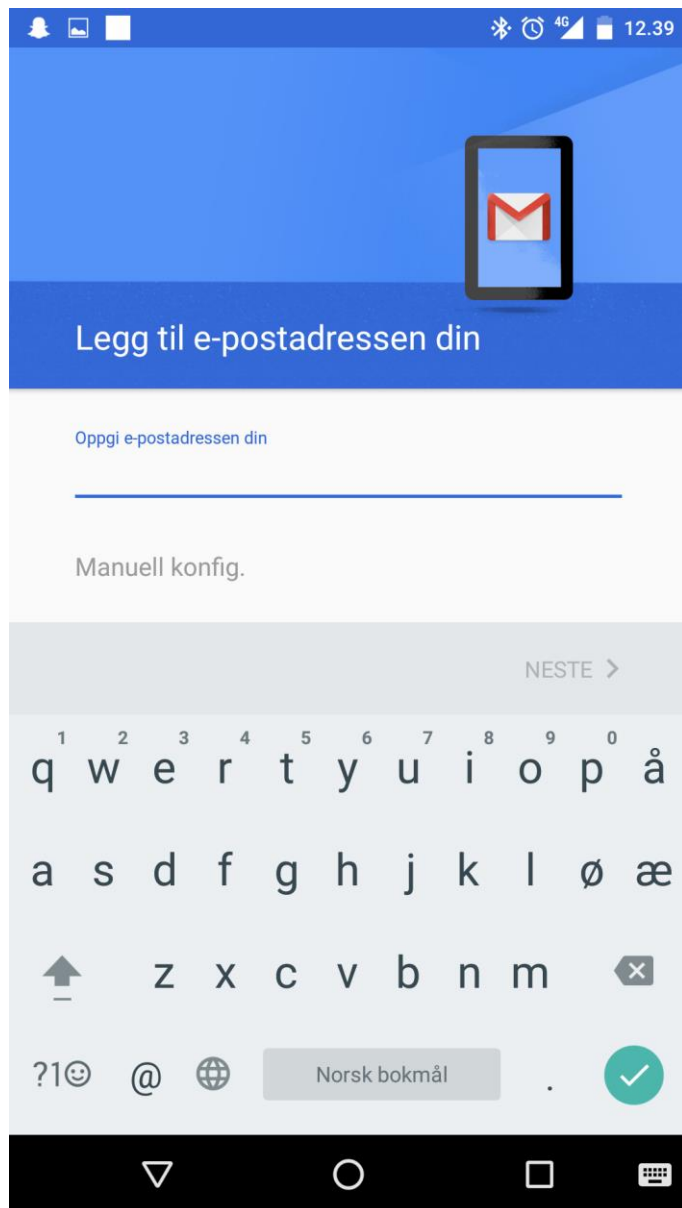 4G 12.39
Legg til e-postadressen din
Oppgi e-postadressen din
Manuell konfig.
NESTE
1 2 3 4 5 6 7 8 9 0
q w e r t y u i o p å
a s d f g h j k l ø æ
z x c v b n m
?1☺ @ Norsk bokmål .